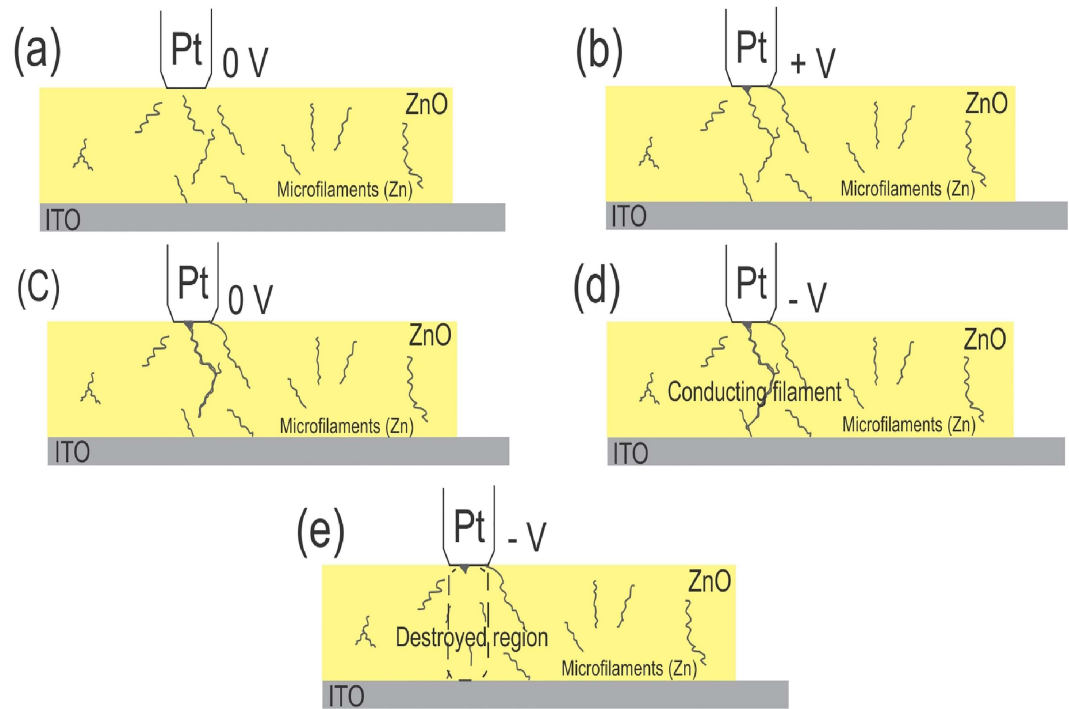 (a)
Pt
0 V
ZnO
Microfilaments (Zn)
ITO
(b)
Pt
+ V
ZnO
Microfilaments (Zn)
ITO
(C)
Pt
0 V
ZnO
Microfilaments (Zn)
ITO
(d)
Pt
- V
ZnO
Conducting filament
Microfilaments (Zn)
ITO
(e)
Pt
- V
ZnO
Destroyed region
Microfilaments (Zn)
ITO